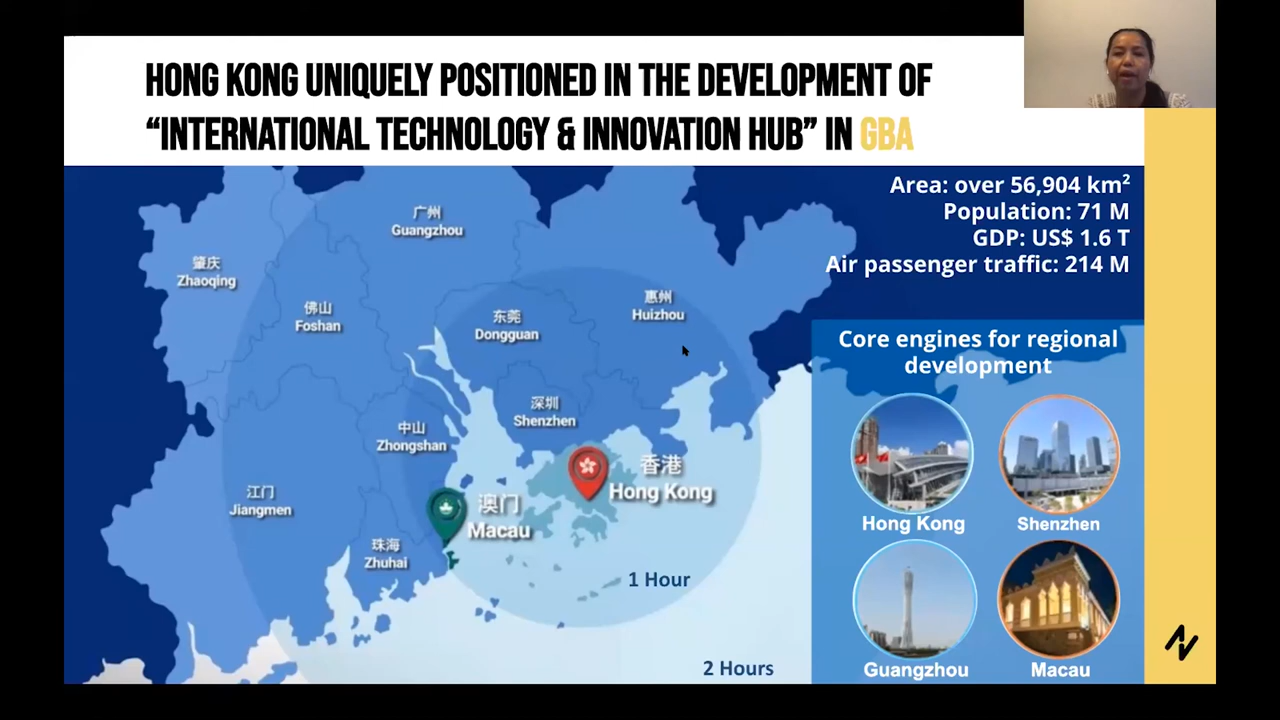 HONG KONG UNIQUELY POSITIONED IN THE DEVELOPMENT OF
“INTERNATIONAL TECHNOLOGY & INNOVATION HUB” IN GBA
Area: over 56,904 km²
Population: 71 M
GDP: US$ 1.6 T
Air passenger traffic: 214 M
广州
Guangzhou
肇庆
Zhaoqing
佛山
Foshan
东莞
Dongguan
惠州
Huizhou
深圳
Shenzhen
中山
Zhongshan
香港
Hong Kong
江门
Jiangmen
澳门
Macau
珠海
Zhuhai
1 Hour
2 Hours
Core engines for regional
development
Hong Kong
Shenzhen
Guangzhou
Macau